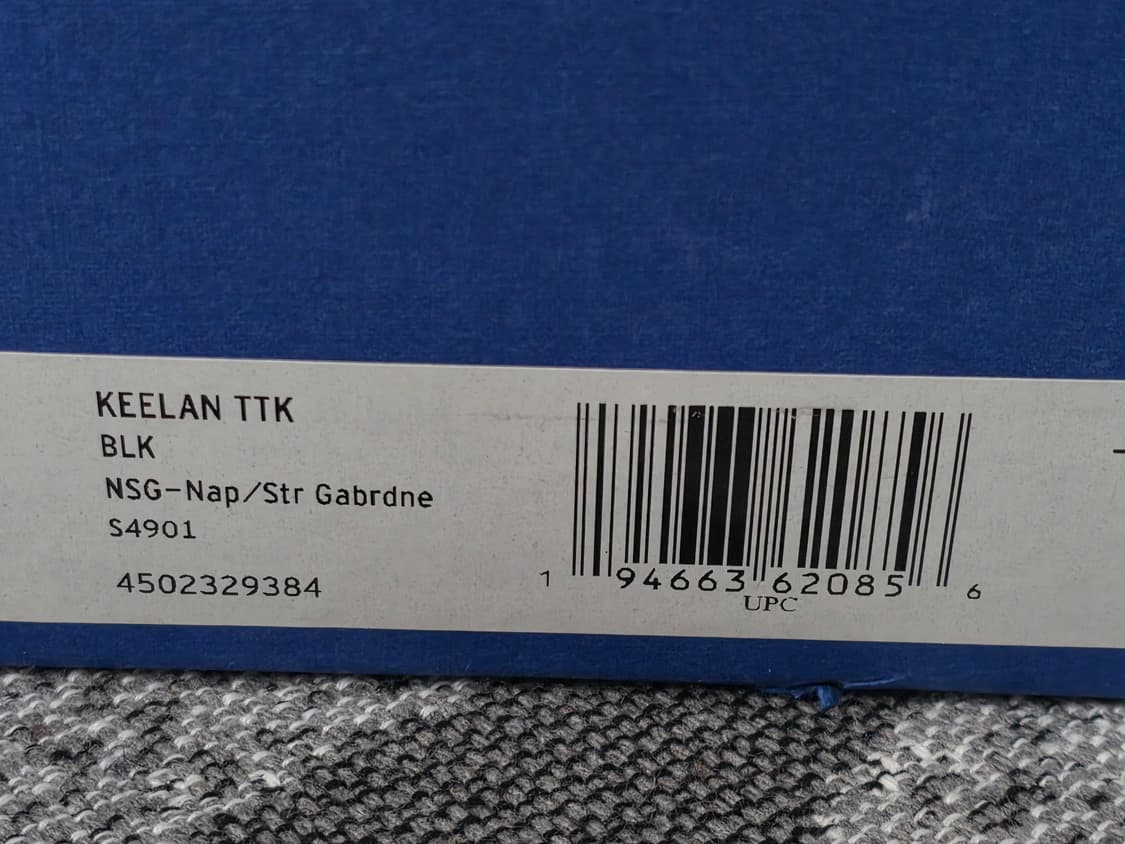 KEELAN TTK
BLK
NSG-Nap/Str Gabrdne
S4901
4502329384
1 94663 62085 6
UPC